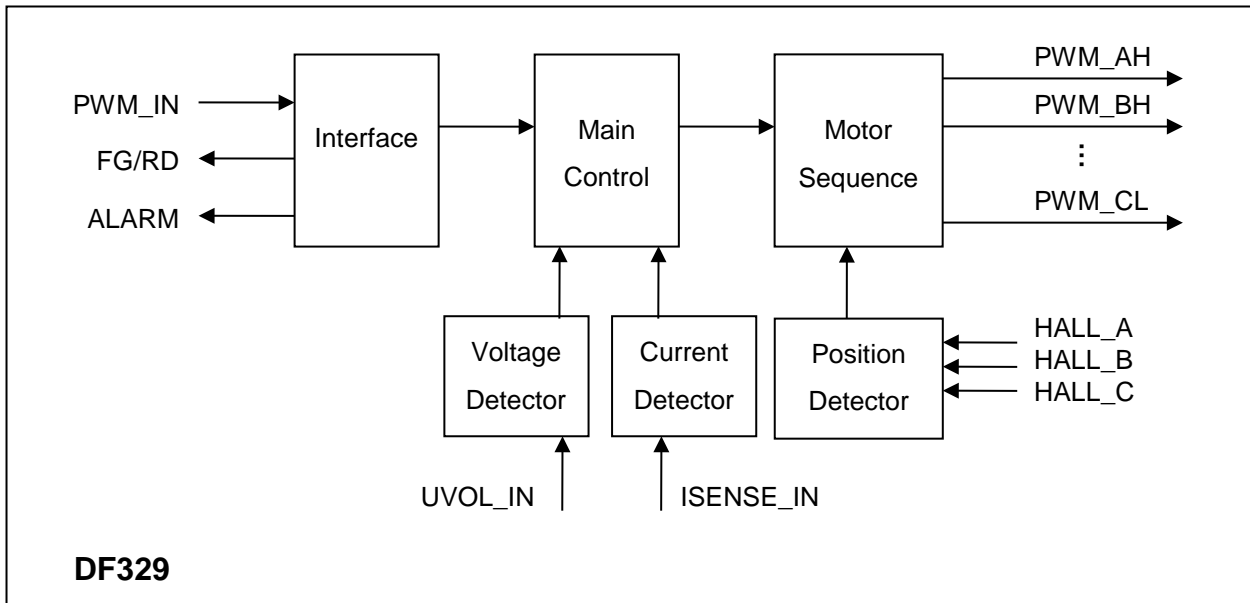 PWM_IN
FG/RD
ALARM
Interface
Main
Control
Motor
Sequence
PWM_AH
PWM_BH
...
PWM_CL
Voltage
Detector
Current
Detector
Position
Detector
HALL_A
HALL_B
HALL_C
UVOL_IN
ISENSE_IN
DF329